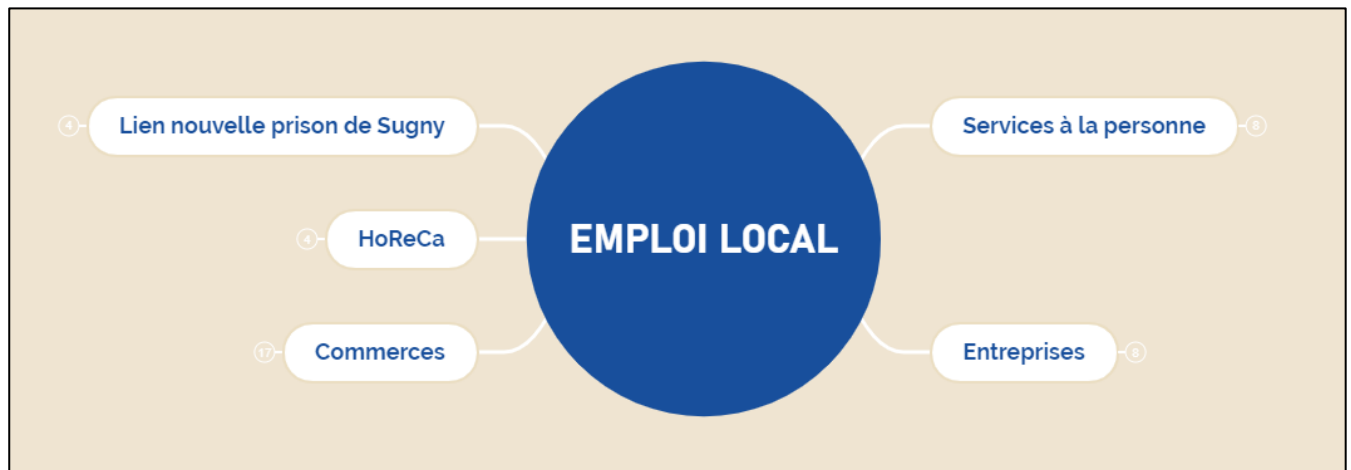 4
Lien nouvelle prison de Sugny
Services à la personne
8
4
HoReCa
EMPLOI LOCAL
17
Commerces
Entreprises
8